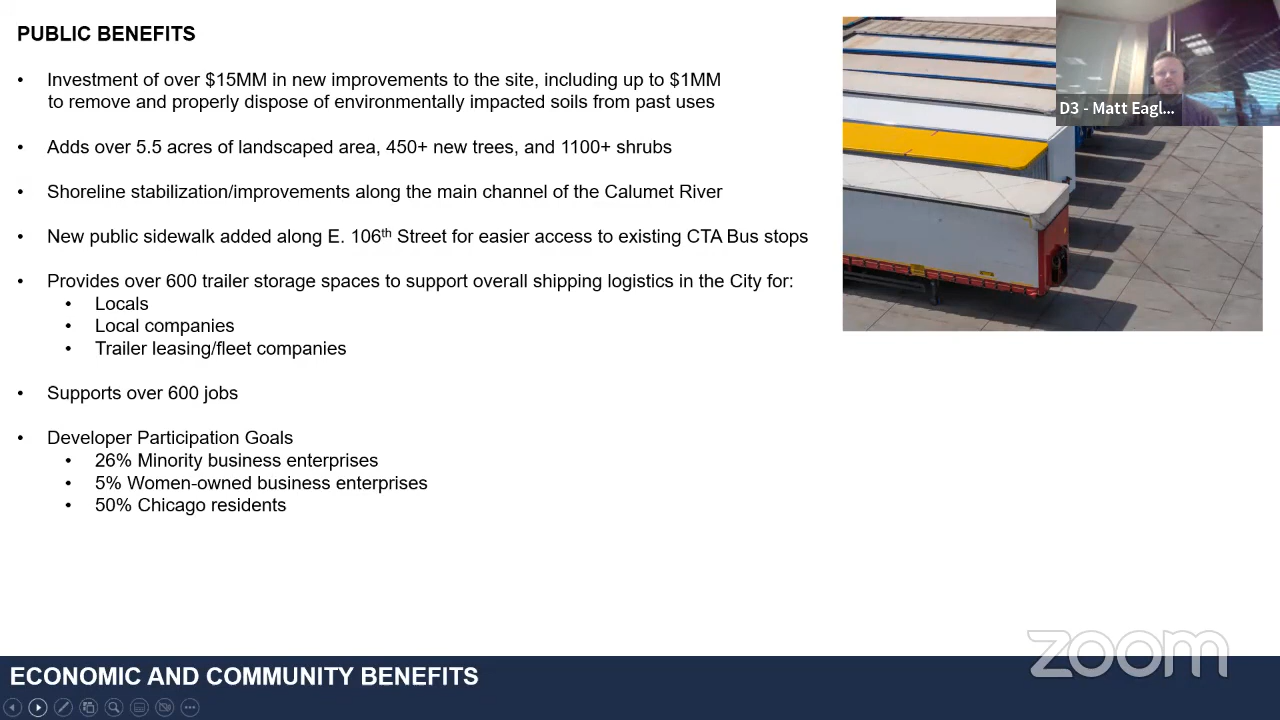 PUBLIC BENEFITS
• Investment of over $15MM in new improvements to the site, including up to $1MM
to remove and properly dispose of environmentally impacted soils from past uses
• Adds over 5.5 acres of landscaped area, 450+ new trees, and 1100+ shrubs
• Shoreline stabilization/improvements along the main channel of the Calumet River
• New public sidewalk added along E. 106th Street for easier access to existing CTA Bus stops
• Provides over 600 trailer storage spaces to support overall shipping logistics in the City for:
• Locals
• Local companies
• Trailer leasing/fleet companies
• Supports over 600 jobs
• Developer Participation Goals
• 26% Minority business enterprises
• 5% Women-owned business enterprises
• 50% Chicago residents
D3 - Matt Eagl...
zoom
ECONOMIC AND COMMUNITY BENEFITS